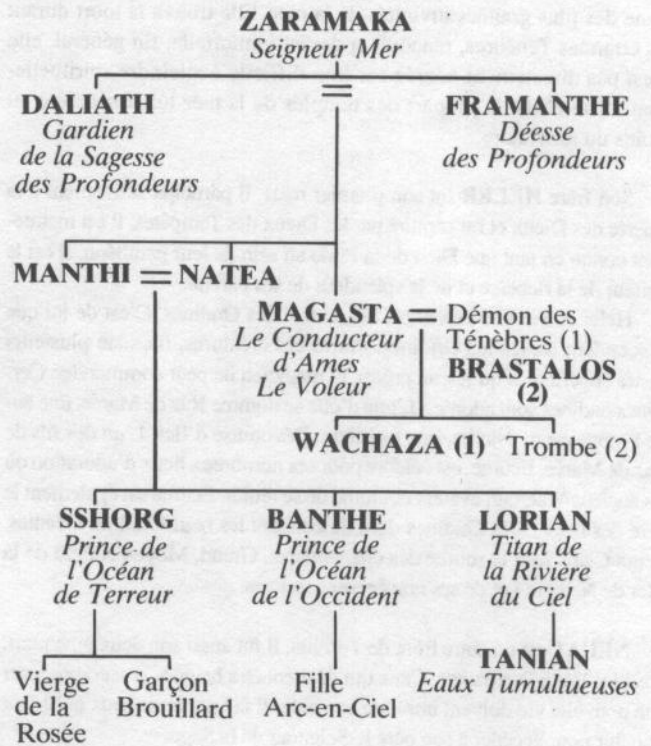 ZARAMAKA
Seigneur Mer
DALIATH
Gardien
de la Sagesse
des Profondeurs
FRAMANTHE
Déesse
des Profondeurs
MANTHI = NATEA
MAGASTA = Démon des
Ténèbres (1)
Le Conducteur
d'Ames
Le Voleur
BRASTALOS
(2)
WACHAZA (1) Trombe (2)
SSHORG
Prince de
l'Océan
de Terreur
BANTHE
Prince de
l'Océan
de l'Occident
LORIAN
Titan de
la Rivière
du Ciel
Vierge
de la
Rosée
Garçon
Brouillard
Fille
Arc-en-Ciel
TANIAN
Eaux Tumultueuses